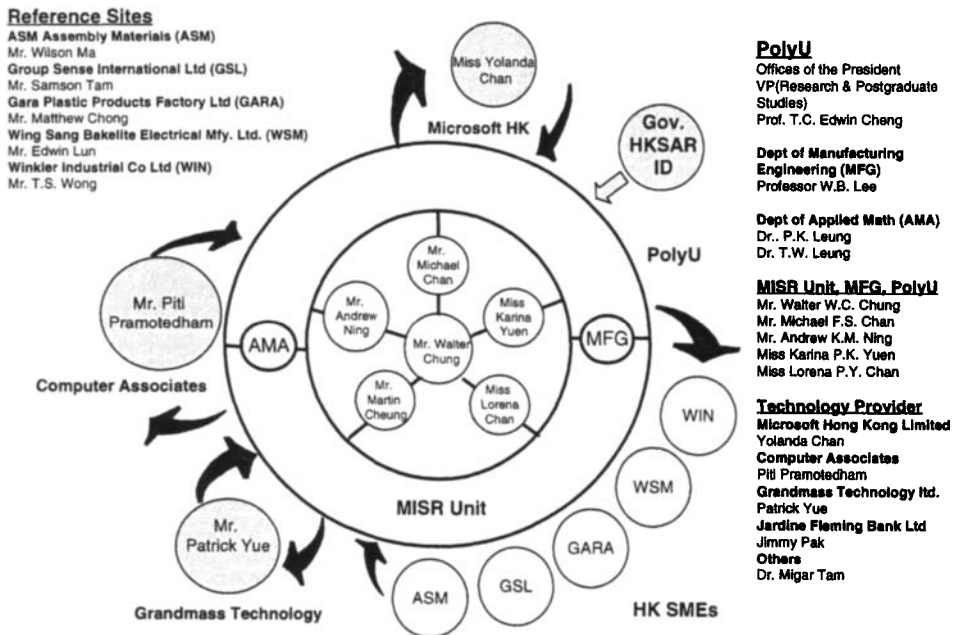 Reference Sites
ASM Assembly Materials (ASM)
Mr. Wilson Ma
Group Sense International Ltd (GSL)
Mr. Samson Tam
Gara Plastic Products Factory Ltd (GARA)
Mr. Matthew Chong
Wing Sang Bakelite Electrical Mfy. Ltd. (WSM)
Mr. Edwin Lun
Winkler Industrial Co Ltd (WIN)
Mr. T.S. Wong
Miss Yolanda
Chan
Microsoft HK
Gov.
HKSAR
ID
PolyU
Mr. Piti
Pramotedham
Computer Associates
AMA
MFG
Mr.
Michael
Chan
Mr.
Andrew
Ning
Miss
Karina
Yuen
Mr. Walter
Chung
Mr.
Martin
Cheung
Miss
Lorena
Chan
MISR Unit
Mr.
Patrick Yue
Grandmass Technology
ASM
GSL
GARA
WSM
WIN
HK SMEs
PolyU
Offices of the President
VP(Research & Postgraduate
Studies)
Prof. T.C. Edwin Cheng
Dept of Manufacturing
Engineering (MFG)
Professor W.B. Lee
Dept of Applied Math (AMA)
Dr.. P.K. Leung
Dr. T.W. Leung
MISR Unit, MFG, PolyU
Mr. Walter W.C. Chung
Mr. Michael F.S. Chan
Mr. Andrew K.M. Ning
Miss Karina P.K. Yuen
Miss Lorena P.Y. Chan
Technology Provider
Microsoft Hong Kong Limited
Yolanda Chan
Computer Associates
Piti Pramotedham
Grandmass Technology ltd.
Patrick Yue
Jardine Fleming Bank Ltd
Jimmy Pak
Others
Dr. Migar Tam